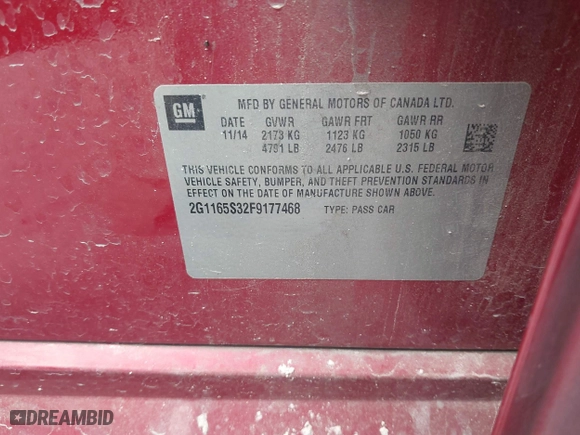 GM
MFD BY GENERAL MOTORS OF CANADA LTD.
DATE GVWR GAWR FRT GAWR RR
11/14 2173 KG 1123 KG 1050 KG
4791 LB 2476 LB 2315 LB
THIS VEHICLE CONFORMS TO ALL APPLICABLE U.S. FEDERAL MOTOR
VEHICLE SAFETY, BUMPER, AND THEFT PREVENTION STANDARDS IN
EFFECT ON THE DATE OF MANUFACTURE SHOWN ABOVE.
2G1165S32F9177468 TYPE: PASS CAR
DREAMBID